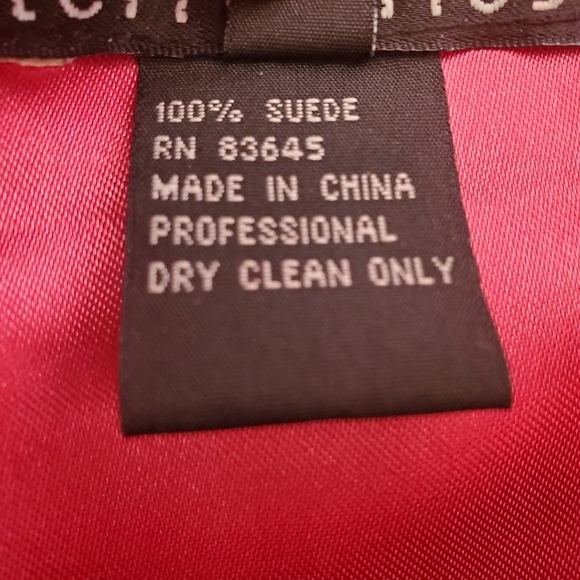 100% SUEDE
RN 83645
MADE IN CHINA
PROFESSIONAL
DRY CLEAN ONLY